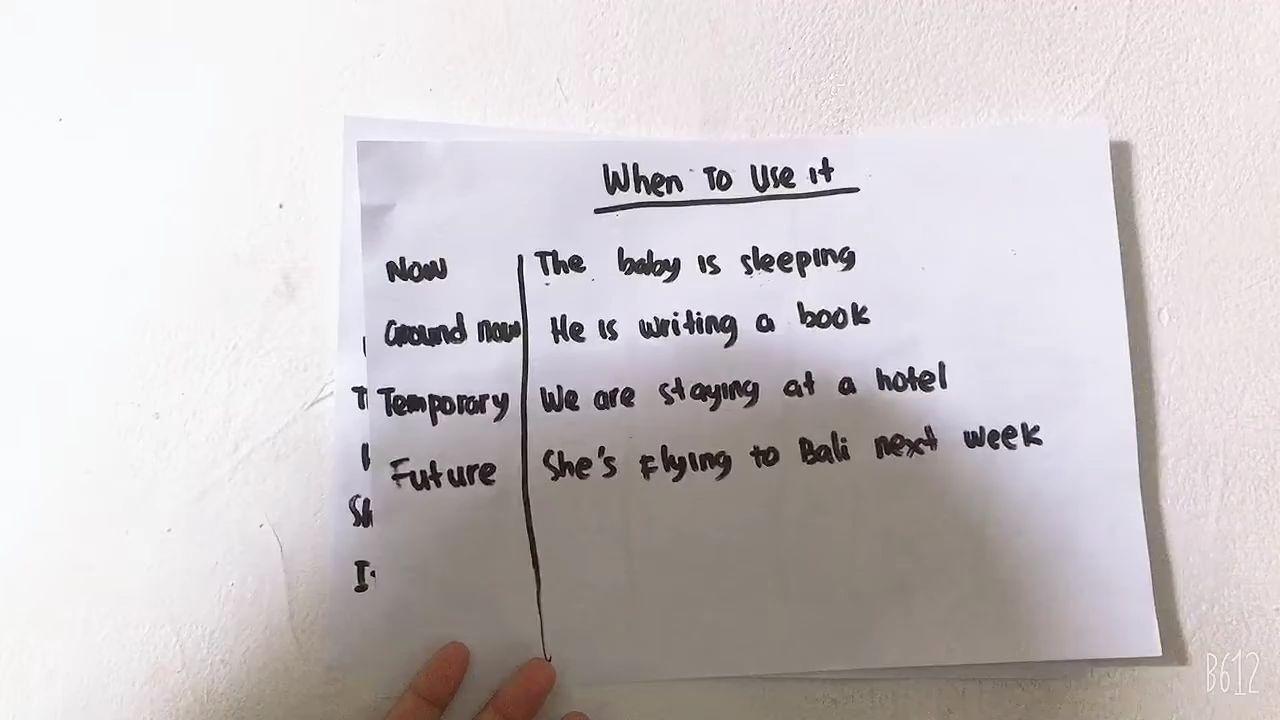 When To Use it
Now | The baby is sleeping
around now | He is writing a book
Temporary | We are staying at a hotel
Future | She's flying to Bali next week
B612